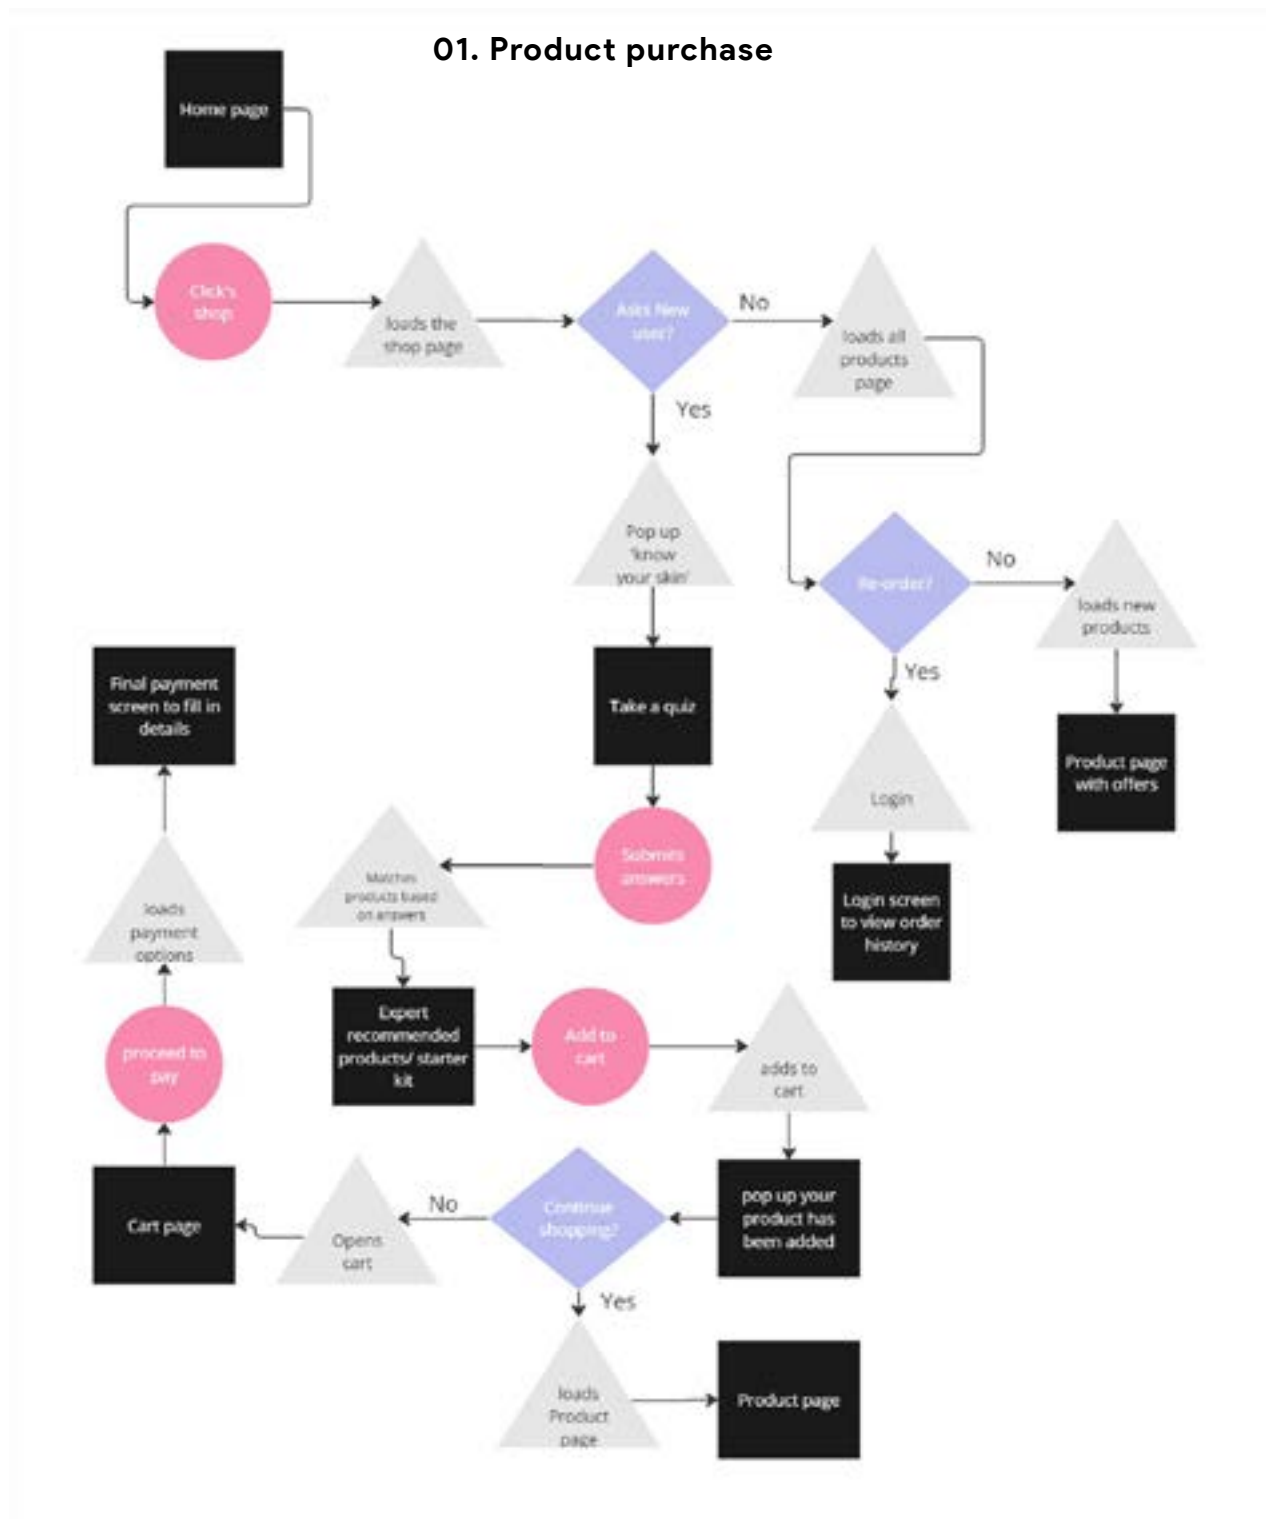 01. Product purchase
Home page
Click's
shop
loads the
shop page
Asks New
user?
No
loads all
products
page
Yes
Pop up
'know
your skin'
Re-order?
No
loads new
products
Yes
Final payment
screen to fill in
details
Take a quiz
Product page
with offers
Login
Submits
answers
Matches
products based
on answers
loads
payment
options
Login screen
to view order
history
Expert
recommended
products/ starter
kit
Add to
cart
adds to
cart
proceed to
pay
Cart page
Opens
cart
No
Continue
shopping?
pop up your
product has
been added
Yes
loads
Product
page
Product page